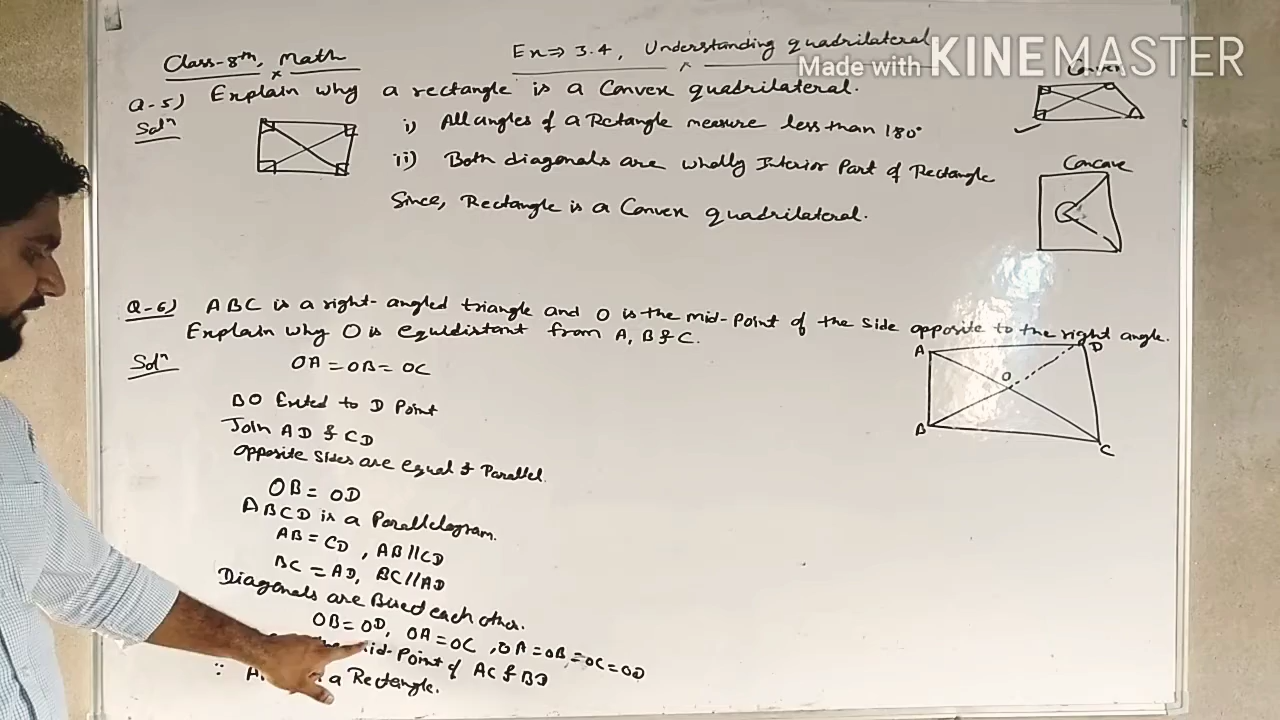 Class-8th, Math
Ex⇒ 3.4, Understanding quadrilateral
Made with KINEMASTER
Q-5) Explain why a rectangle is a Convex quadrilateral.
Soln
i) All angles of a Rctangle measure less than 180°
ii) Both diagonals are wholly Interior Part of Rectangle
Since, Rectangle is a Convex quadrilateral.
Concave
Q-6) ABC is a right-angled triangle and O is the mid-Point of the side opposite to the right angle.
Explain why O is equidistant from A, B & C.
Soln
OA = OB = OC
BO Exted to D Point
Join AD & CD
Opposite Sides are equal & Parallel.
OB = OD
ABCD is a Parallelogram.
AB = CD, AB||CD
BC = AD, BC||AD
Diagonals are Bisect each other.
OB = OD, OA = OC, OA = OB = OC = OD
Mid-Point of AC & BD
∵ a Rectangle.
A
D
O
B
C